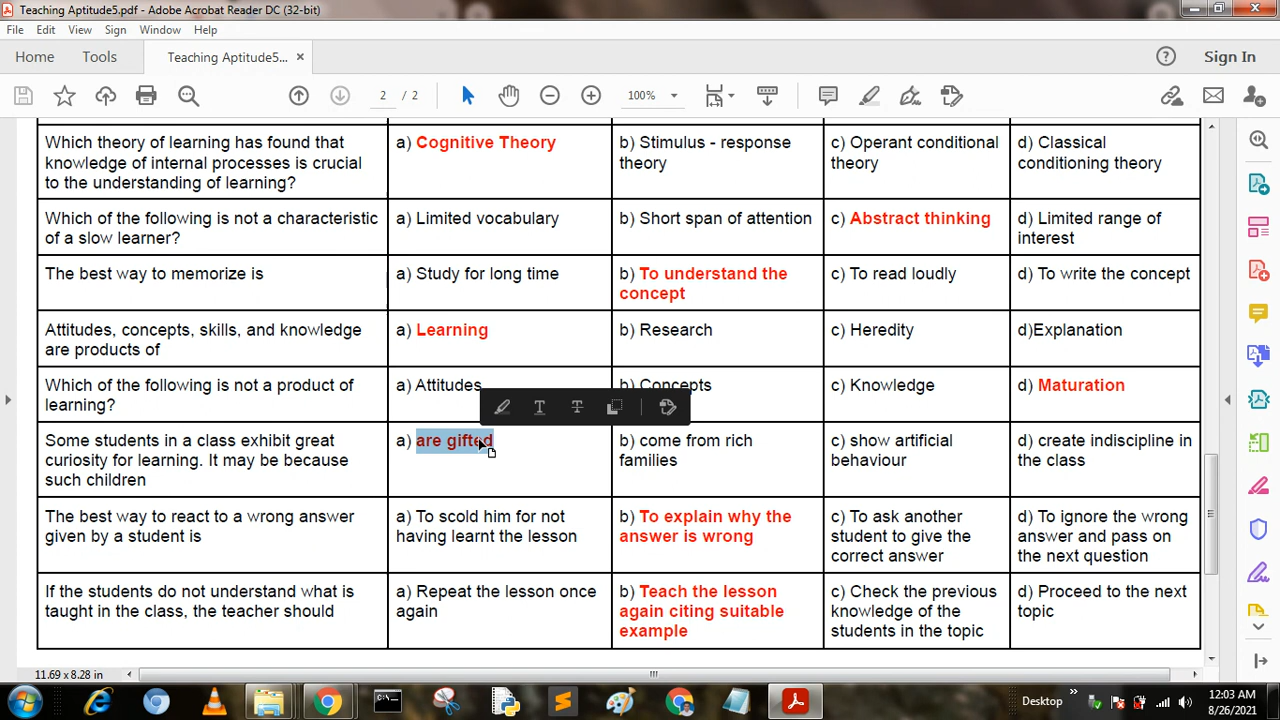 Teaching Aptitude5.pdf - Adobe Acrobat Reader DC (32-bit)
File Edit View Sign Window Help
Home Tools Teaching Aptitude5... × Sign In
2 / 2 100%
Which theory of learning has found that
knowledge of internal processes is crucial
to the understanding of learning?
a) Cognitive Theory
b) Stimulus - response
theory
c) Operant conditional
theory
d) Classical
conditioning theory
Which of the following is not a characteristic
of a slow learner?
a) Limited vocabulary
b) Short span of attention
c) Abstract thinking
d) Limited range of
interest
The best way to memorize is
a) Study for long time
b) To understand the
concept
c) To read loudly
d) To write the concept
Attitudes, concepts, skills, and knowledge
are products of
a) Learning
b) Research
c) Heredity
d)Explanation
Which of the following is not a product of
learning?
a) Attitudes
b) Concepts
c) Knowledge
d) Maturation
Some students in a class exhibit great
curiosity for learning. It may be because
such children
a) are gifted
b) come from rich
families
c) show artificial
behaviour
d) create indiscipline in
the class
The best way to react to a wrong answer
given by a student is
a) To scold him for not
having learnt the lesson
b) To explain why the
answer is wrong
c) To ask another
student to give the
correct answer
d) To ignore the wrong
answer and pass on
the next question
If the students do not understand what is
taught in the class, the teacher should
a) Repeat the lesson once
again
b) Teach the lesson
again citing suitable
example
c) Check the previous
knowledge of the
students in the topic
d) Proceed to the next
topic
11.69 x 8.28 in
Desktop
12:03 AM
8/26/2021